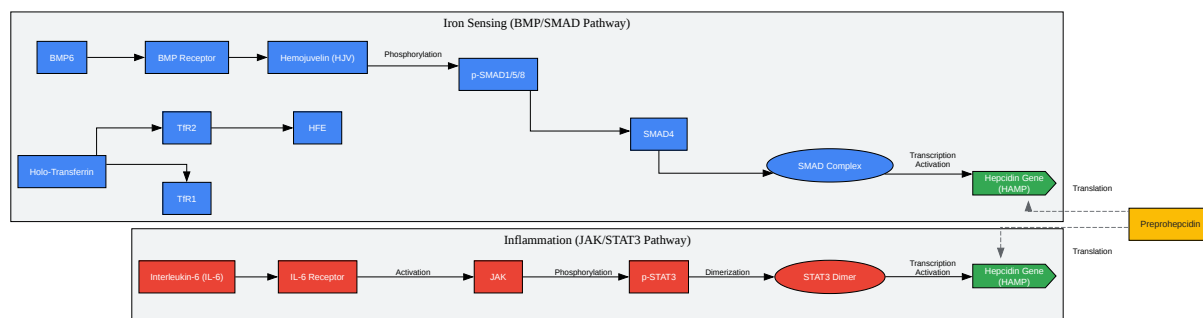 Iron Sensing (BMP/SMAD Pathway)
BMP6
BMP Receptor
Hemojuvelin (HJV)
Phosphorylation
p-SMAD1/5/8
TfR2
HFE
SMAD4
Holo-Transferrin
TfR1
SMAD Complex
Transcription
Activation
Hepcidin Gene
(HAMP)
Translation
Preprohepcidin
Inflammation (JAK/STAT3 Pathway)
Translation
Interleukin-6 (IL-6)
IL-6 Receptor
Activation
JAK
Phosphorylation
p-STAT3
Dimerization
STAT3 Dimer
Transcription
Activation
Hepcidin Gene
(HAMP)